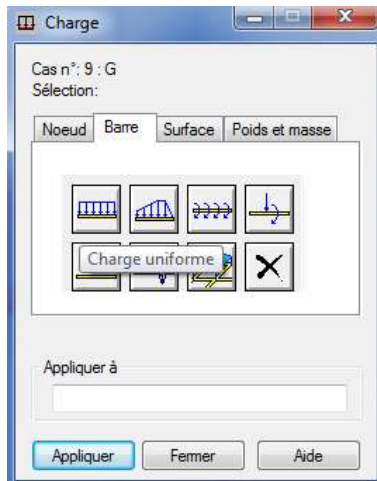 Charge
Cas n°: 9 : G
Sélection:
Noeud Barre Surface Poids et masse
Charge uniforme
Appliquer à
Appliquer Fermer Aide